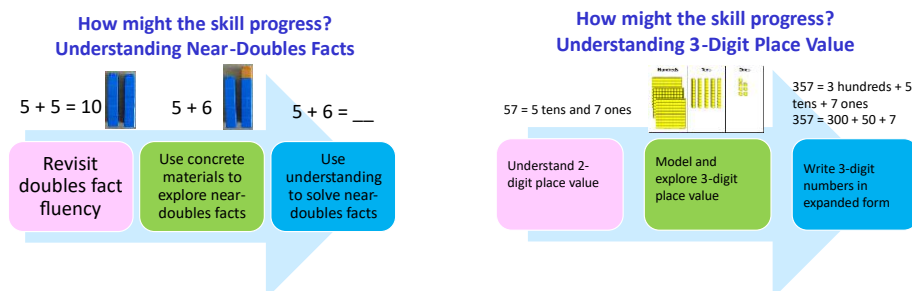 How might the skill progress?
Understanding Near-Doubles Facts
5 + 5 = 10
5 + 6
5 + 6 = __
Revisit
doubles fact
fluency
Use concrete
materials to
explore near-
doubles facts
Use
understanding
to solve near-
doubles facts
How might the skill progress?
Understanding 3-Digit Place Value
57 = 5 tens and 7 ones
Hundreds
Tens
Ones
357 = 3 hundreds + 5
tens + 7 ones
357 = 300 + 50 + 7
Understand 2-
digit place value
Model and
explore 3-digit
place value
Write 3-digit
numbers in
expanded form